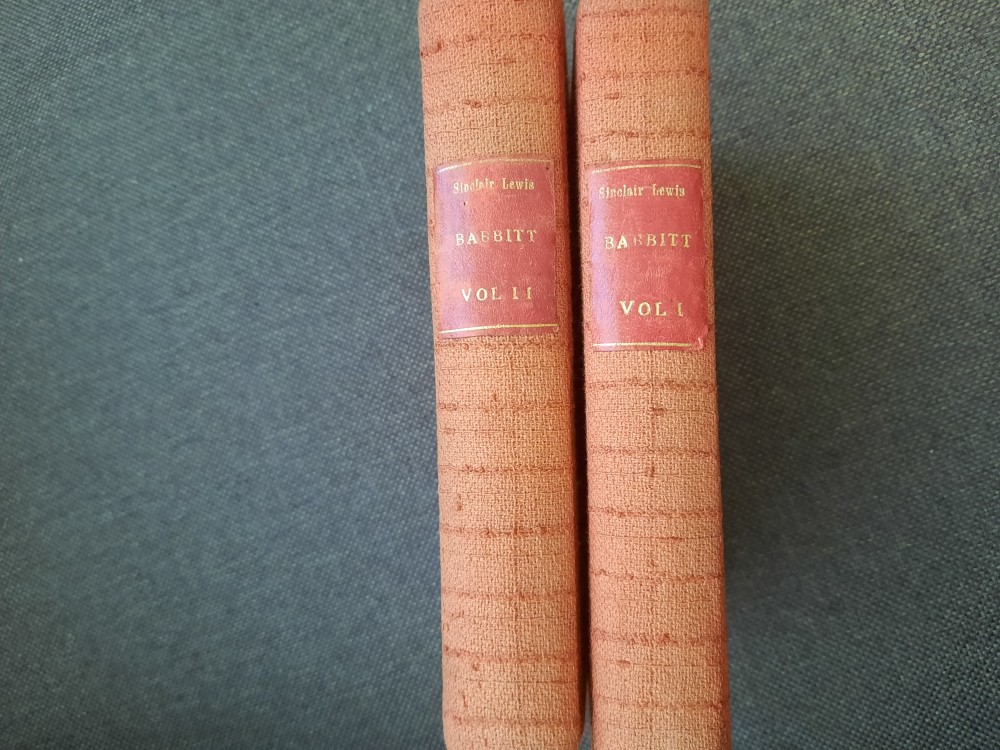 Sinclair Lewis
BABBITT
VOL II
Sinclair Lewis
BABBITT
VOL I